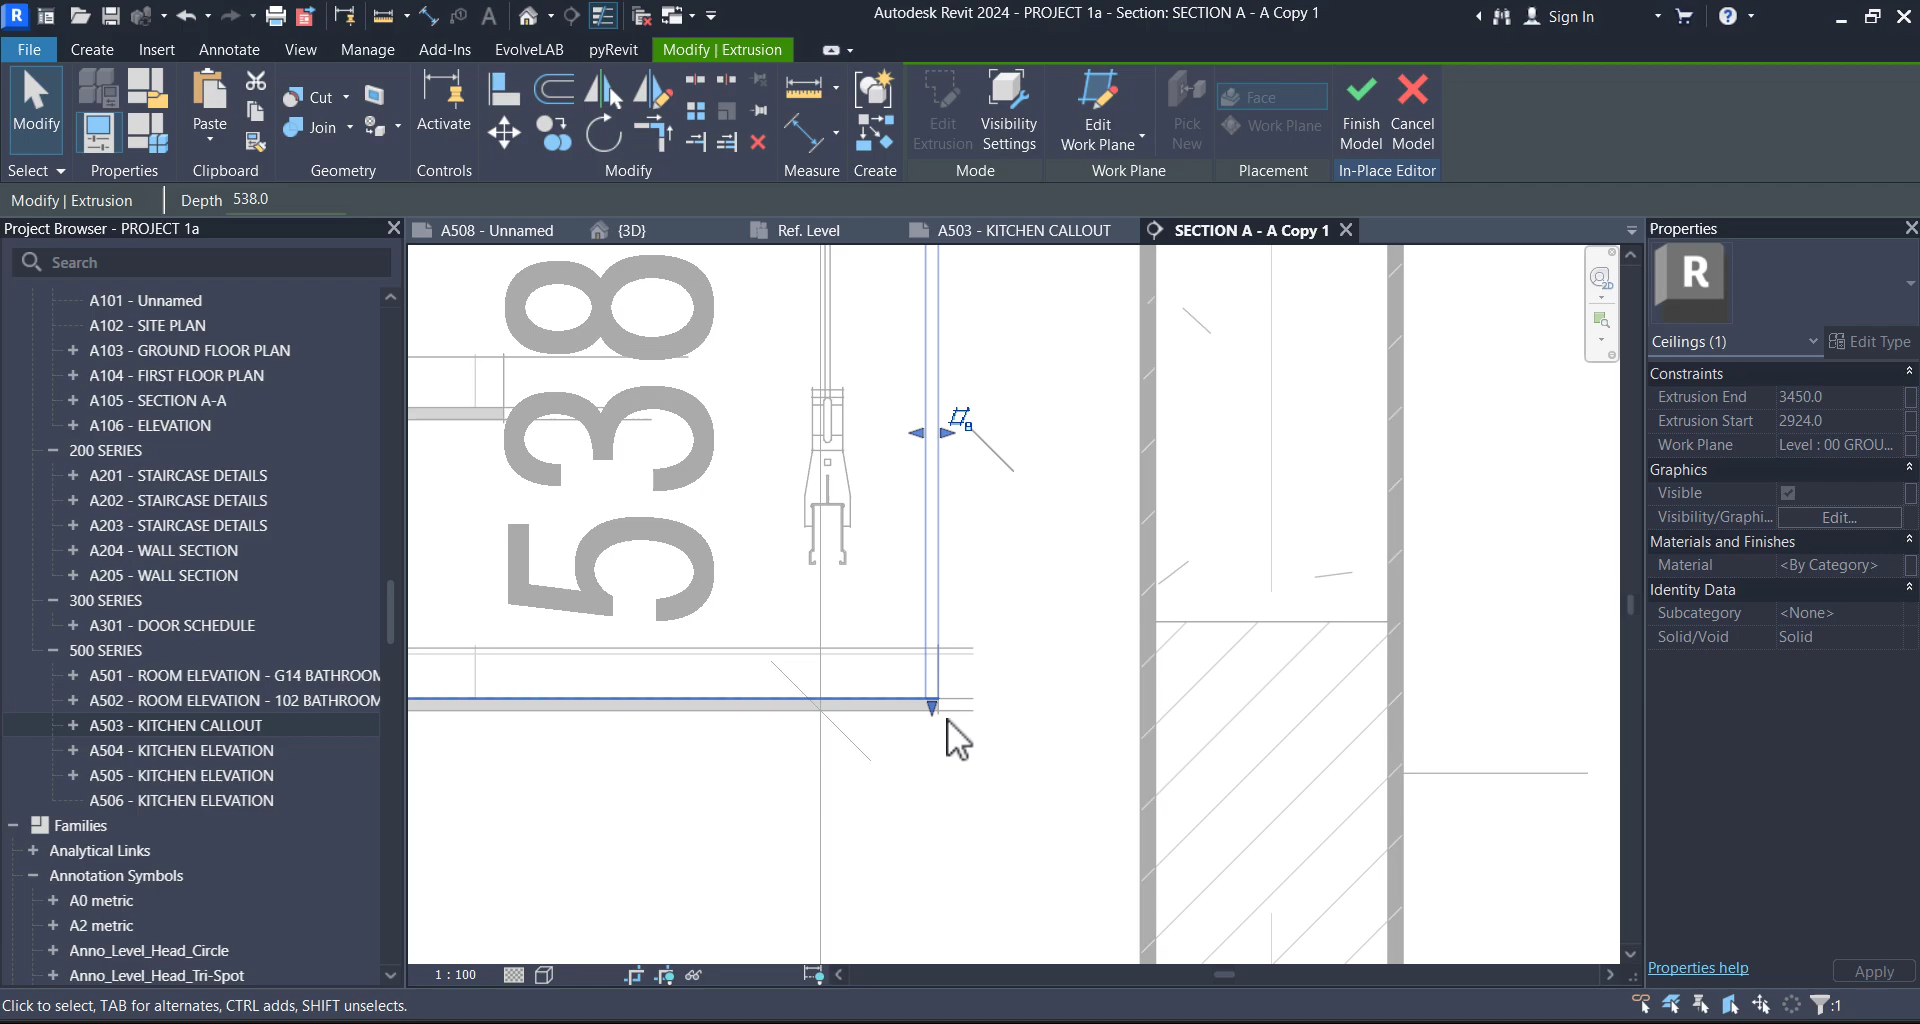 Autodesk Revit 2024 - PROJECT 1a - Section: SECTION A - A Copy 1
Sign In
File Create Insert Annotate View Manage Add-Ins EvolveLAB pyRevit Modify | Extrusion
Modify
Paste
Cut
Join
Activate
Edit Extrusion
Visibility Settings
Edit Work Plane
Pick New
Face
Work Plane
Finish Model
Cancel Model
Select Properties Clipboard Geometry Controls Modify Measure Create Mode Work Plane Placement In-Place Editor
Modify | Extrusion Depth 538.0
Project Browser - PROJECT 1a
Search
A101 - Unnamed
A102 - SITE PLAN
A103 - GROUND FLOOR PLAN
A104 - FIRST FLOOR PLAN
A105 - SECTION A-A
A106 - ELEVATION
200 SERIES
A201 - STAIRCASE DETAILS
A202 - STAIRCASE DETAILS
A203 - STAIRCASE DETAILS
A204 - WALL SECTION
A205 - WALL SECTION
300 SERIES
A301 - DOOR SCHEDULE
500 SERIES
A501 - ROOM ELEVATION - G14 BATHROOM
A502 - ROOM ELEVATION - 102 BATHROOM
A503 - KITCHEN CALLOUT
A504 - KITCHEN ELEVATION
A505 - KITCHEN ELEVATION
A506 - KITCHEN ELEVATION
Families
Analytical Links
Annotation Symbols
A0 metric
A2 metric
Anno_Level_Head_Circle
Anno_Level_Head_Tri-Spot
A508 - Unnamed {3D} Ref. Level A503 - KITCHEN CALLOUT SECTION A - A Copy 1
538
2D
1 : 100
Properties
R
Ceilings (1) Edit Type
Constraints
Extrusion End 3450.0
Extrusion Start 2924.0
Work Plane Level : 00 GROU...
Graphics
Visible
Visibility/Graphi... Edit...
Materials and Finishes
Material <By Category>
Identity Data
Subcategory <None>
Solid/Void Solid
Properties help Apply
Click to select, TAB for alternates, CTRL adds, SHIFT unselects.
:1